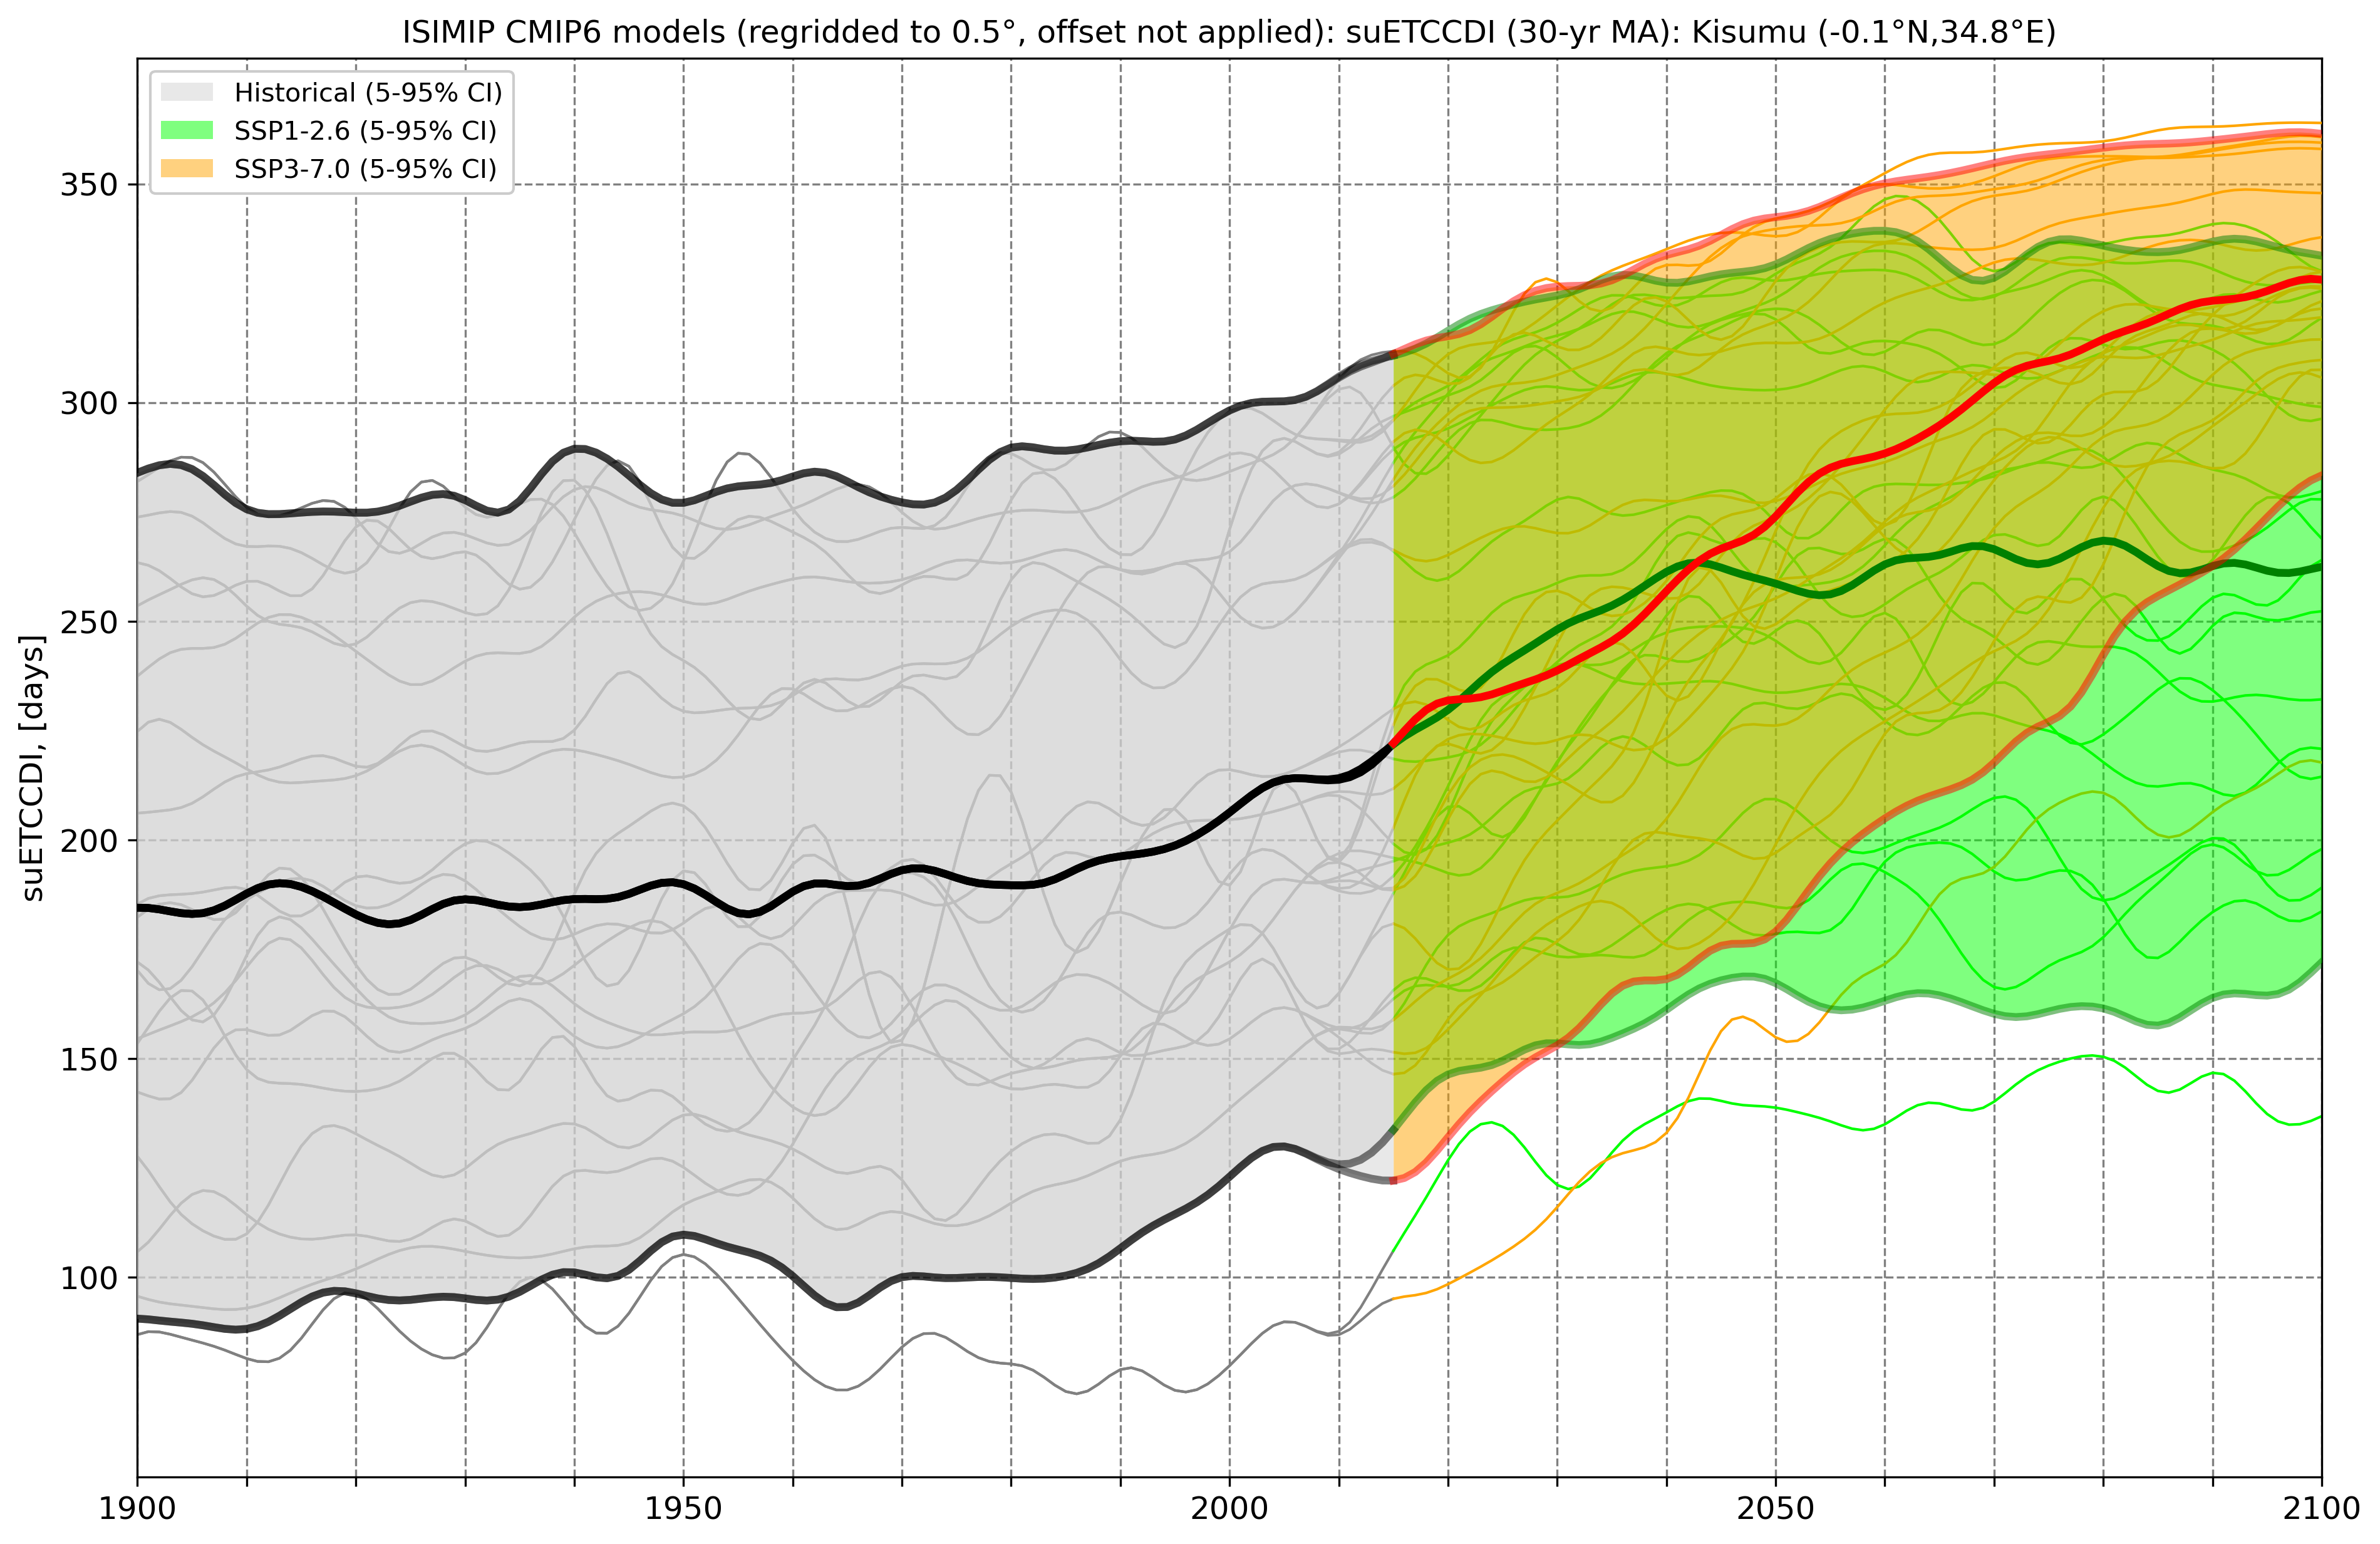 ISIMIP CMIP6 models (regridded to 0.5°, offset not applied): suETCCDI (30-yr MA): Kisumu (-0.1°N,34.8°E)
Historical (5-95% CI)
SSP1-2.6 (5-95% CI)
SSP3-7.0 (5-95% CI)
suETCCDI, [days]
350
300
250
200
150
100
1900
1950
2000
2050
2100